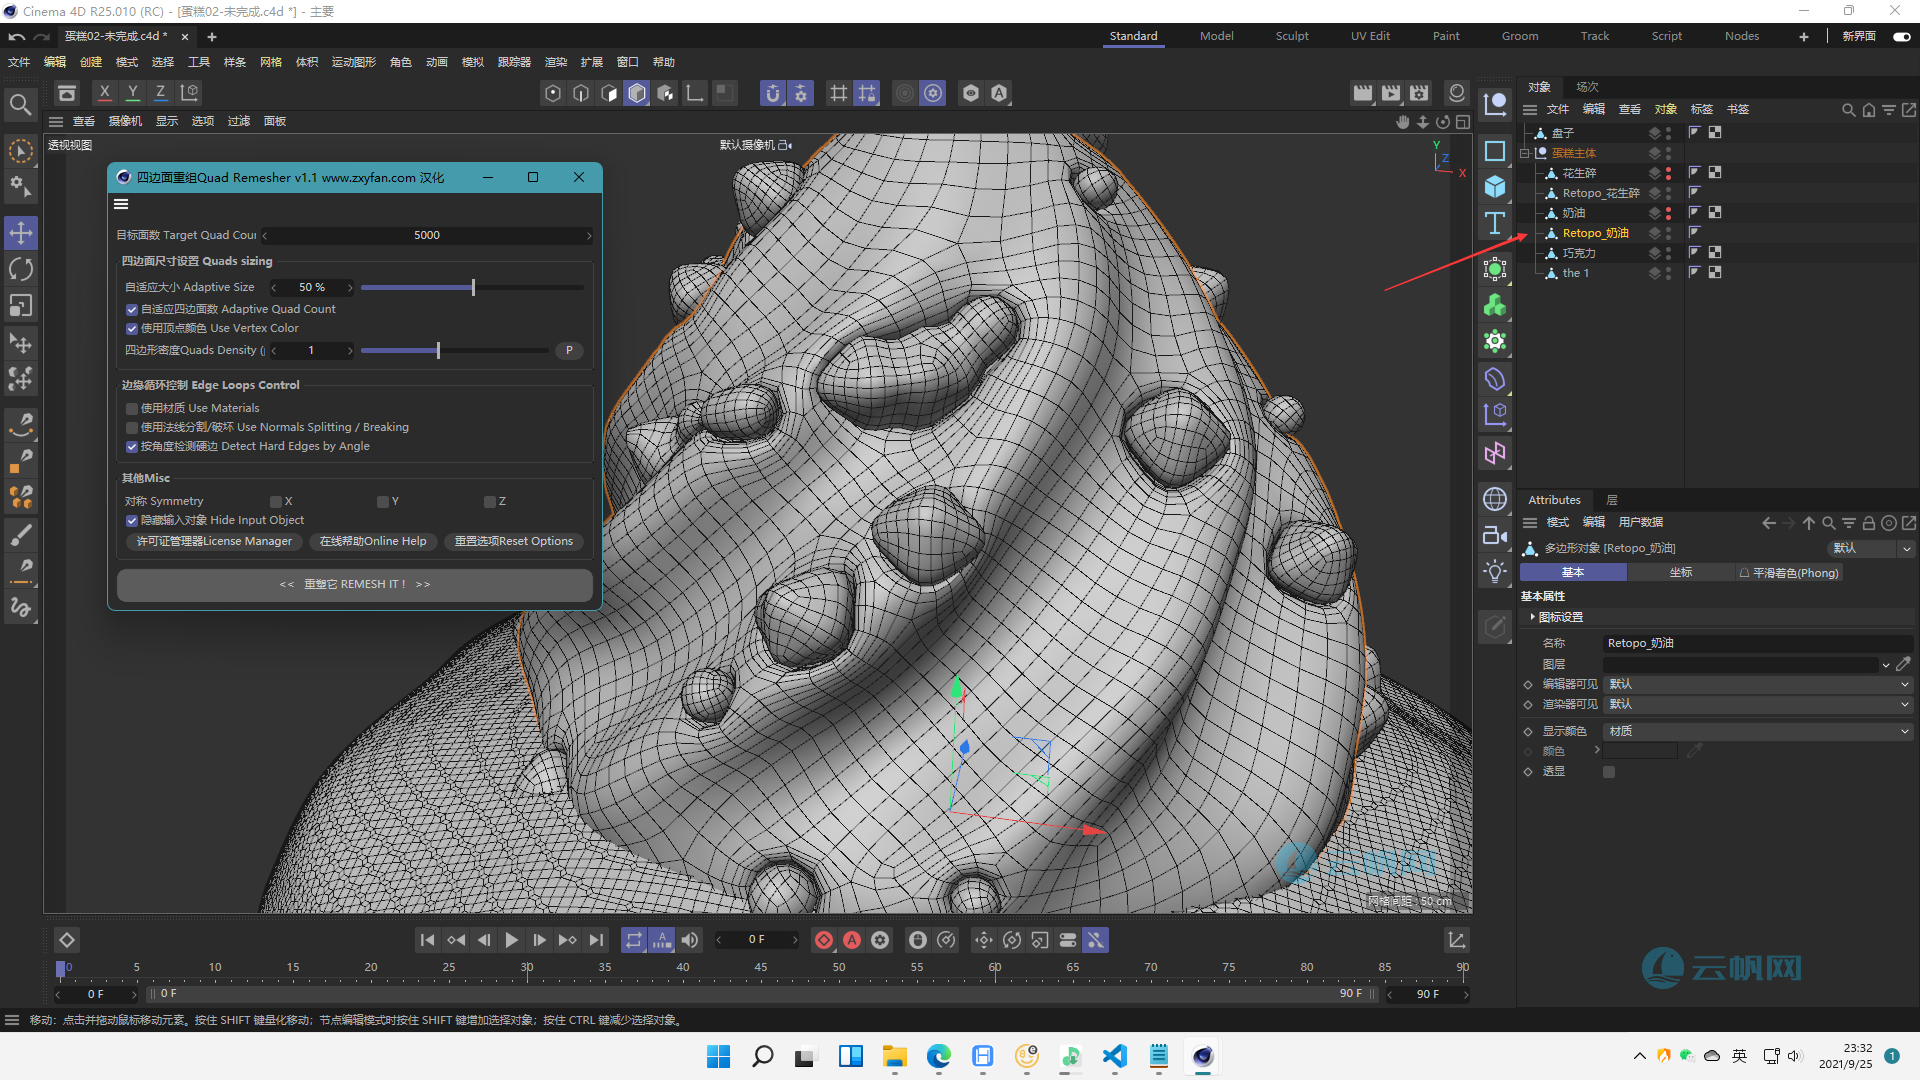 Cinema 4D R25.010 (RC) - [蛋糕02-未完成.c4d *] - 主要
蛋糕02-未完成.c4d *
Standard Model Sculpt UV Edit Paint Groom Track Script Nodes 新界面
文件 编辑 创建 模式 选择 工具 样条 网格 体积 运动图形 角色 动画 模拟 跟踪器 渲染 扩展 窗口 帮助
X Y Z
查看 摄像机 显示 选项 过滤 面板
透视视图
默认摄像机
Y
Z
X
四边面重组Quad Remesher v1.1 www.zxyfan.com 汉化
目标面数 Target Quad Cour 5000
四边面尺寸设置 Quads sizing
自适应大小 Adaptive Size 50 %
自适应四边面数 Adaptive Quad Count
使用顶点颜色 Use Vertex Color
四边形密度Quads Density ( 1 P
边缘循环控制 Edge Loops Control
使用材质 Use Materials
使用法线分割/破坏 Use Normals Splitting / Breaking
按角度检测硬边 Detect Hard Edges by Angle
其他Misc
对称 Symmetry X Y Z
隐藏输入对象 Hide Input Object
许可证管理器License Manager 在线帮助Online Help 重置选项Reset Options
<< 重塑它 REMESH IT ! >>
云帆网
网格间距 : 50 cm
对象 场次
文件 编辑 查看 对象 标签 书签
盘子
蛋糕主体
花生碎
Retopo_花生碎
奶油
Retopo_奶油
巧克力
the 1
Attributes 层
模式 编辑 用户数据
多边形对象 [Retopo_奶油] 默认
基本 坐标 平滑着色(Phong)
基本属性
图标设置
名称 Retopo_奶油
图层
编辑器可见 默认
渲染器可见 默认
显示颜色 材质
颜色
透显
云帆网
0 F
0 5 10 15 20 25 30 35 40 45 50 55 60 65 70 75 80 85 90
0 F 0 F 90 F 90 F
移动：点击并拖动鼠标移动元素。按住 SHIFT 键量化移动；节点编辑模式时按住 SHIFT 键增加选择对象；按住 CTRL 键减少选择对象。
英
23:32
2021/9/25
1